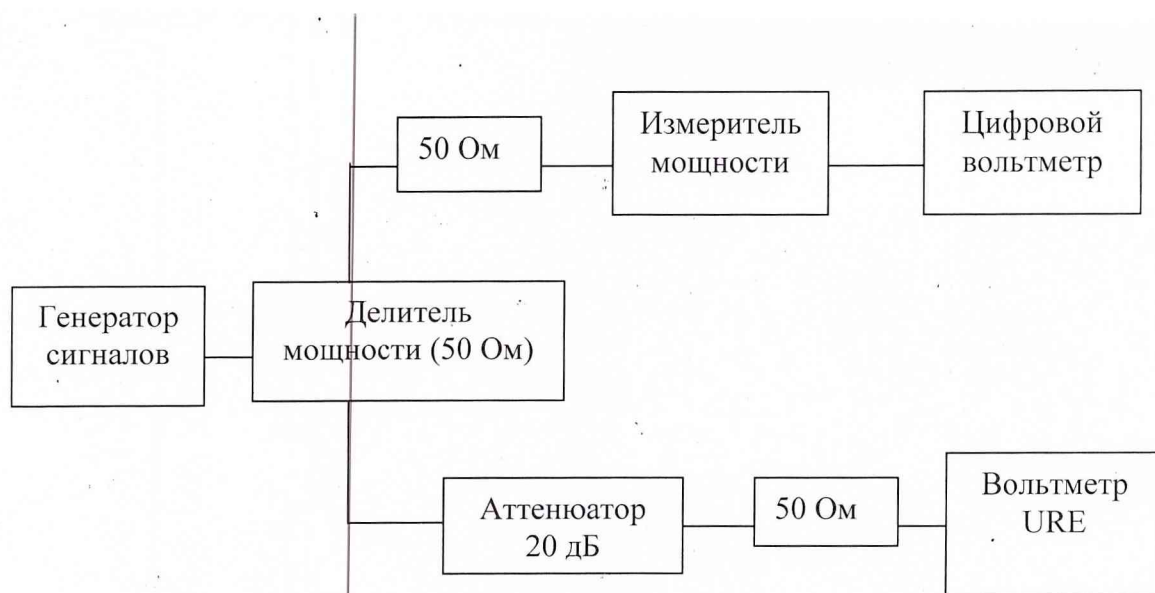 50 Ом
Измеритель
мощности
Цифровой
вольтметр
Генератор
сигналов
Делитель
мощности (50 Ом)
Аттенюатор
20 дБ
50 Ом
Вольтметр
URE